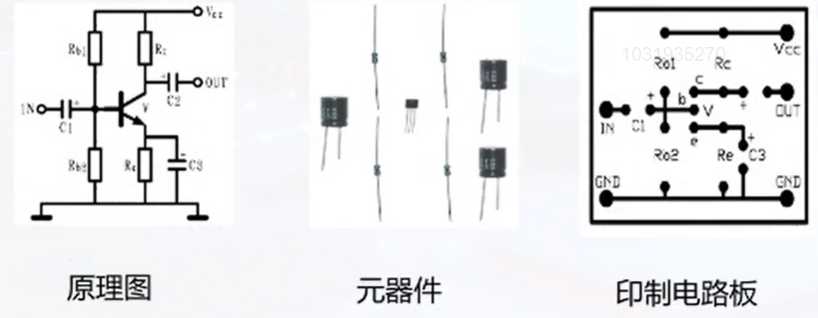 Vcc
Rb1
Rc
OUT
C2
IN
C1
V
Rb2
Re
C3
原理图
元器件
1031935270
Vcc
Rb1
Rc
c
+
OUT
+
b
V
IN
C1
e
+
Rb2
Re
C3
GND
GND
印制电路板